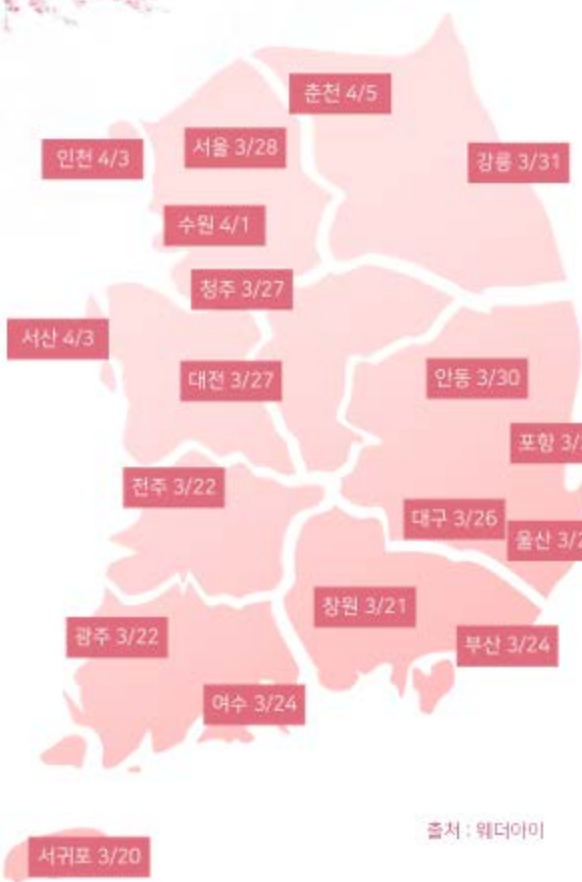 춘천 4/5
서울 3/28
인천 4/3
강릉 3/31
수원 4/1
청주 3/27
서산 4/3
대전 3/27
안동 3/30
포항
전주 3/22
대구 3/26
울산
창원 3/21
광주 3/22
부산 3/24
여수 3/24
출처 : 웨더아이
서귀포 3/20